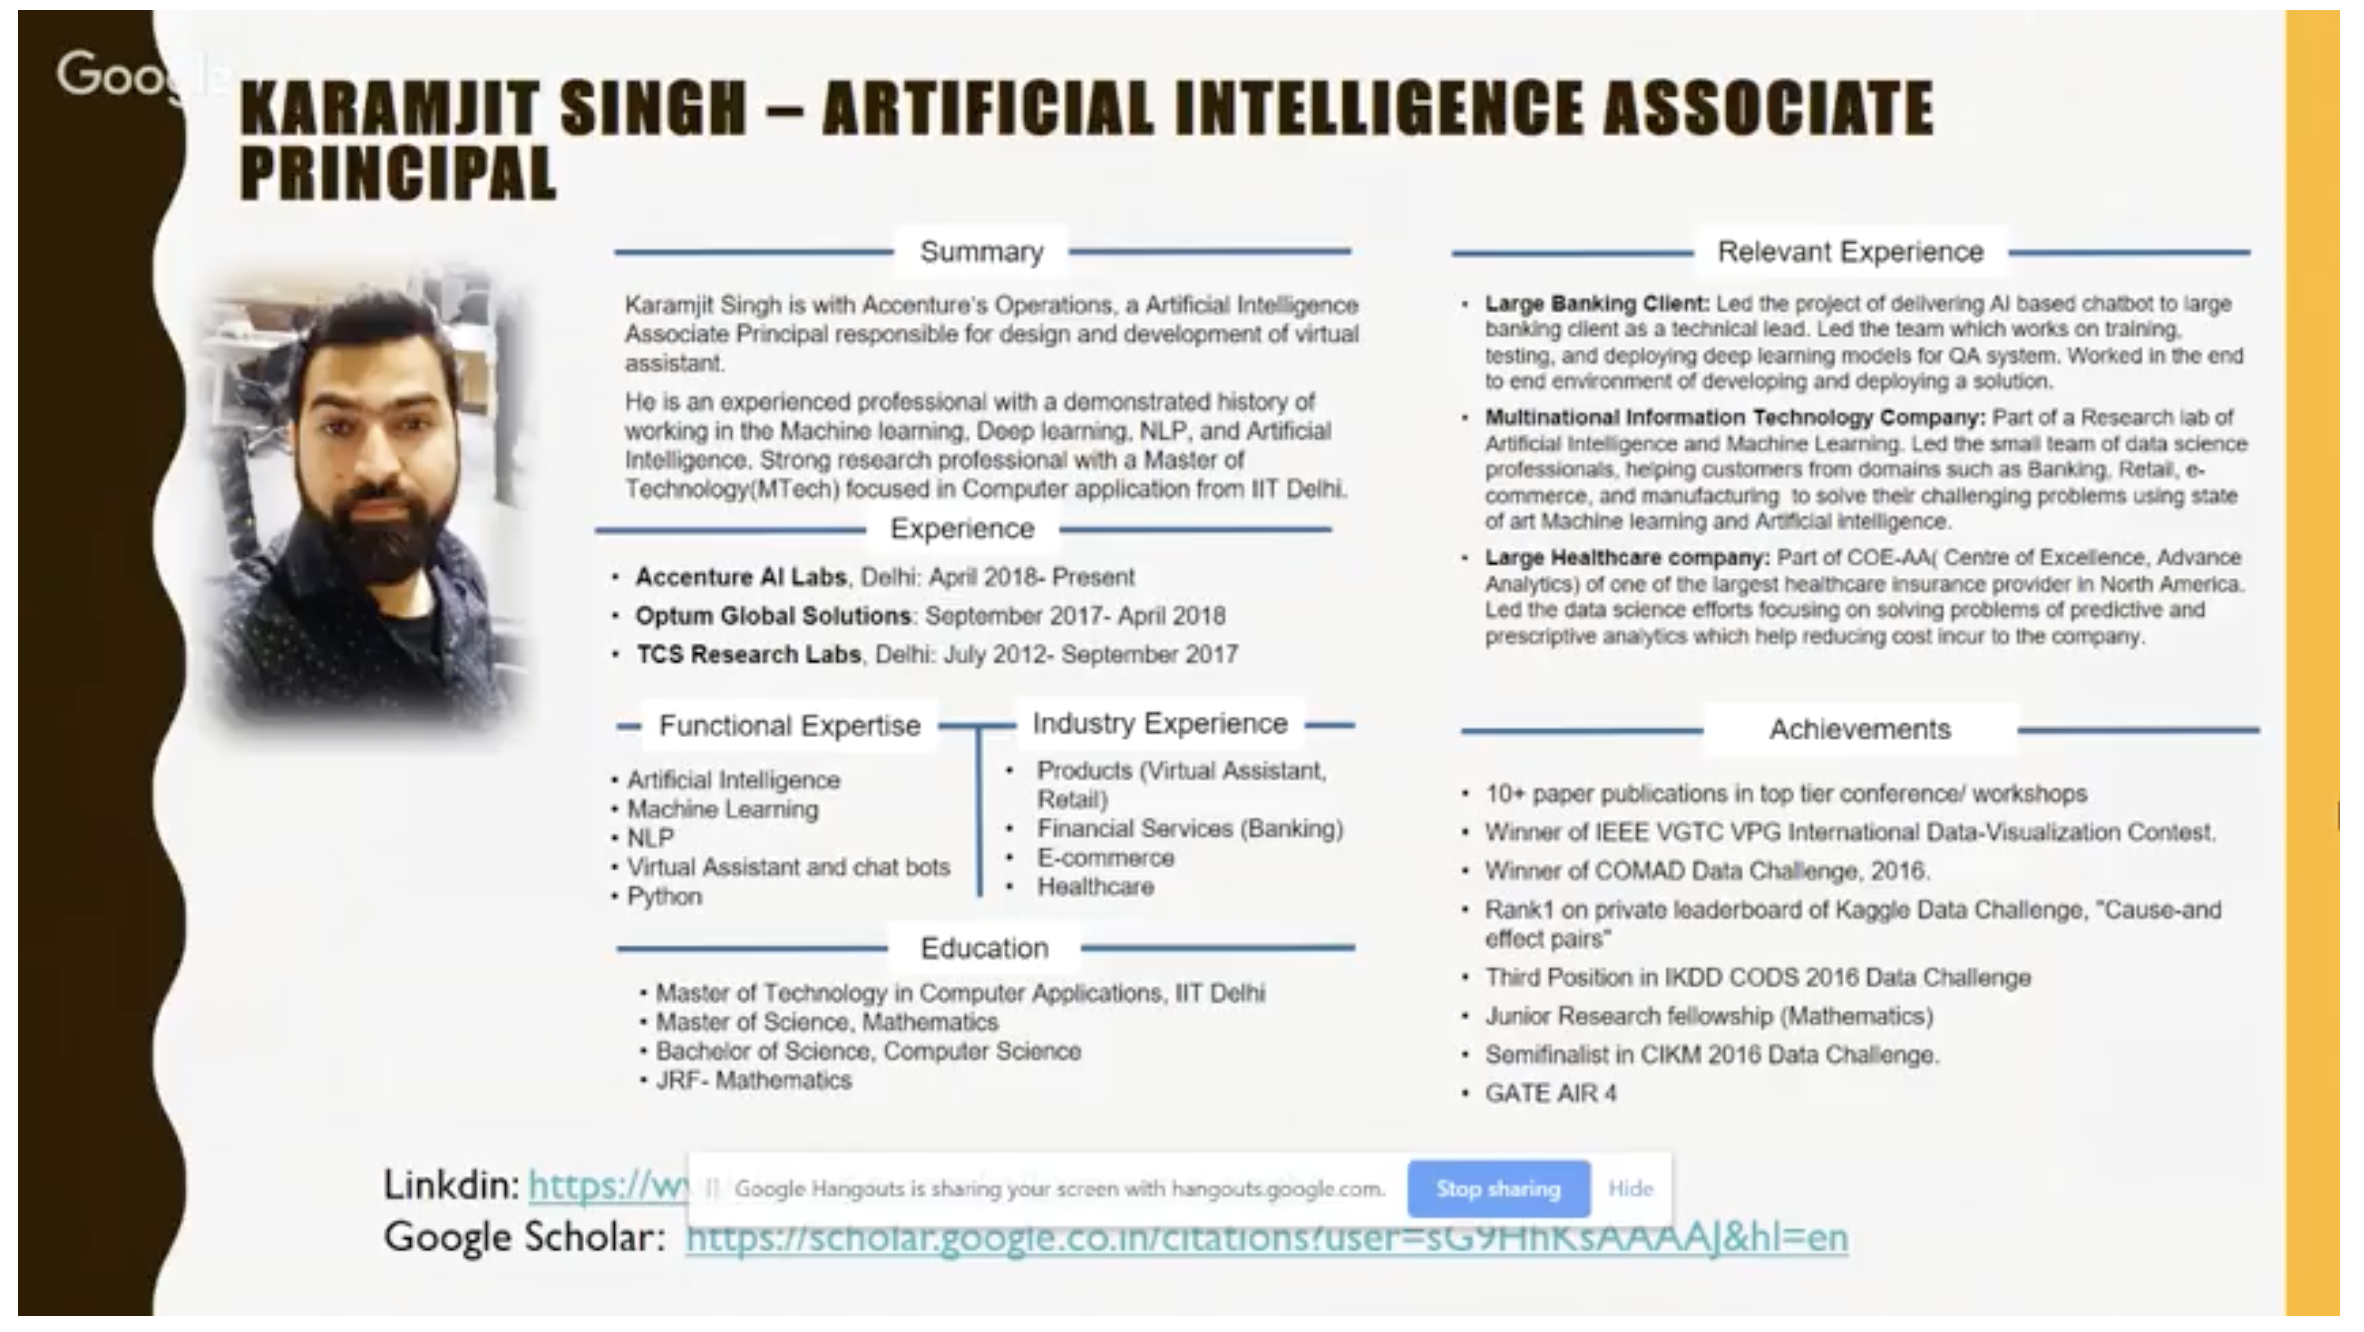 Google
KARAMJIT SINGH – ARTIFICIAL INTELLIGENCE ASSOCIATE
PRINCIPAL
Summary
Karamjit Singh is with Accenture's Operations, a Artificial Intelligence
Associate Principal responsible for design and development of virtual
assistant.
He is an experienced professional with a demonstrated history of
working in the Machine learning, Deep learning, NLP, and Artificial
Intelligence. Strong research professional with a Master of
Technology(MTech) focused in Computer application from IIT Delhi.
Experience
• Accenture AI Labs, Delhi: April 2018- Present
• Optum Global Solutions: September 2017- April 2018
• TCS Research Labs, Delhi: July 2012- September 2017
Functional Expertise
• Artificial Intelligence
• Machine Learning
• NLP
• Virtual Assistant and chat bots
• Python
Industry Experience
• Products (Virtual Assistant,
Retail)
• Financial Services (Banking)
• E-commerce
• Healthcare
Education
• Master of Technology in Computer Applications, IIT Delhi
• Master of Science, Mathematics
• Bachelor of Science, Computer Science
• JRF- Mathematics
Relevant Experience
• Large Banking Client: Led the project of delivering AI based chatbot to large
banking client as a technical lead. Led the team which works on training,
testing, and deploying deep learning models for QA system. Worked in the end
to end environment of developing and deploying a solution.
• Multinational Information Technology Company: Part of a Research lab of
Artificial Intelligence and Machine Learning. Led the small team of data science
professionals, helping customers from domains such as Banking, Retail, e-
commerce, and manufacturing to solve their challenging problems using state
of art Machine learning and Artificial intelligence.
• Large Healthcare company: Part of COE-AA( Centre of Excellence, Advance
Analytics) of one of the largest healthcare insurance provider in North America.
Led the data science efforts focusing on solving problems of predictive and
prescriptive analytics which help reducing cost incur to the company.
Achievements
• 10+ paper publications in top tier conference/ workshops
• Winner of IEEE VGTC VPG International Data-Visualization Contest.
• Winner of COMAD Data Challenge, 2016.
• Rank1 on private leaderboard of Kaggle Data Challenge, "Cause-and
effect pairs"
• Third Position in IKDD CODS 2016 Data Challenge
• Junior Research fellowship (Mathematics)
• Semifinalist in CIKM 2016 Data Challenge.
• GATE AIR 4
Linkdin: https://w
Google Hangouts is sharing your screen with hangouts.google.com. Stop sharing Hide
Google Scholar: https://scholar.google.co.in/citations?user=sG9HhKsAAAAJ&hl=en